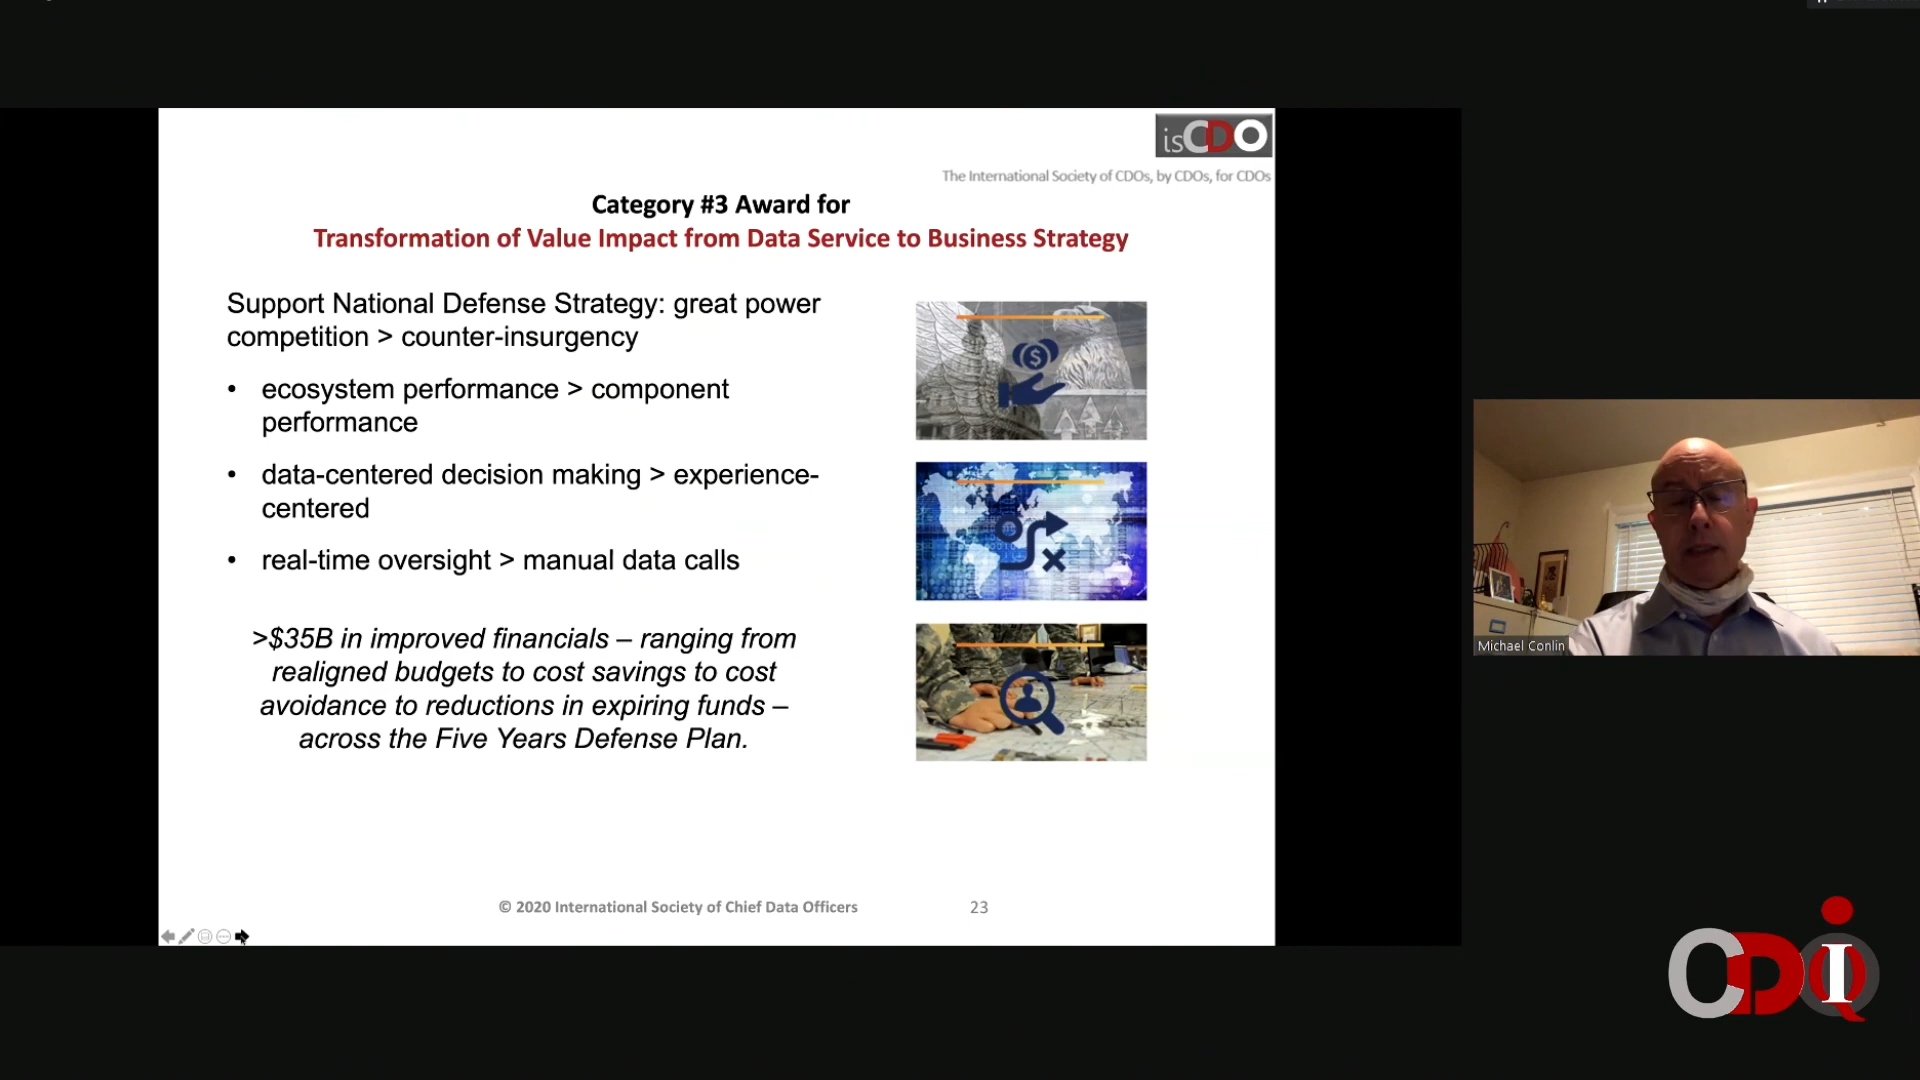 isCDO
The International Society of CDOs, by CDOs, for CDOs
Category #3 Award for
Transformation of Value Impact from Data Service to Business Strategy
Support National Defense Strategy: great power
competition > counter-insurgency
• ecosystem performance > component
performance
• data-centered decision making > experience-
centered
• real-time oversight > manual data calls
>$35B in improved financials – ranging from
realigned budgets to cost savings to cost
avoidance to reductions in expiring funds –
across the Five Years Defense Plan.
© 2020 International Society of Chief Data Officers
23
Michael Conlin
CDIQ